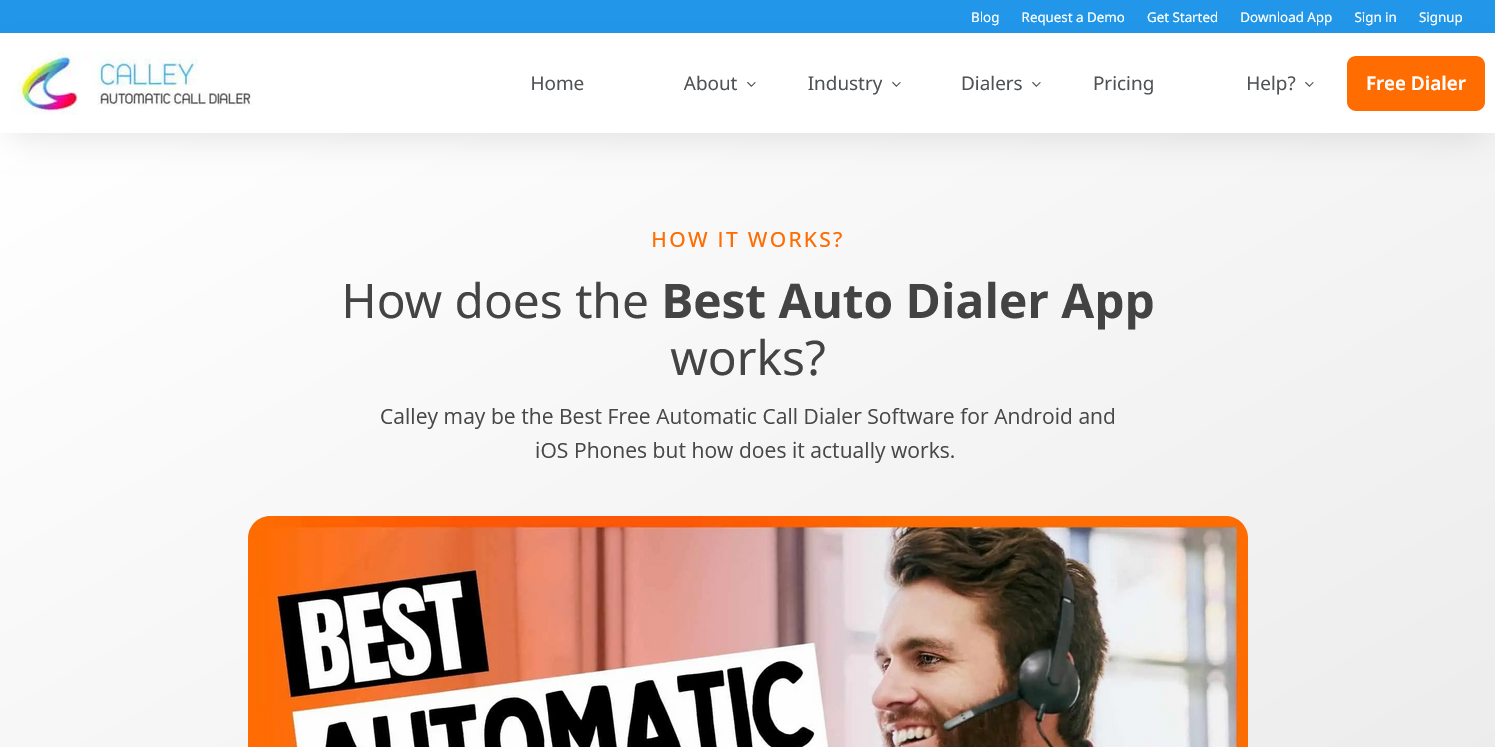 Blog Request a Demo Get Started Download App Sign in Signup
CALLEY
AUTOMATIC CALL DIALER
Home About Industry Dialers Pricing Help? Free Dialer
HOW IT WORKS?
How does the Best Auto Dialer App
works?
Calley may be the Best Free Automatic Call Dialer Software for Android and
iOS Phones but how does it actually works.
BEST
AUTOMATIC